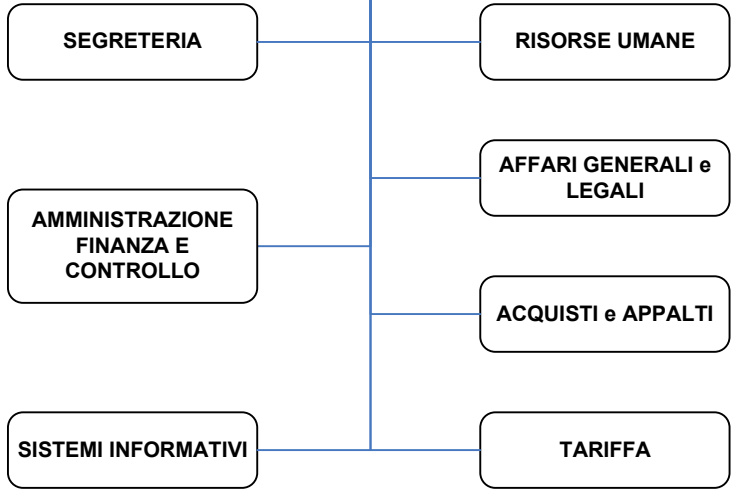 SEGRETERIA
RISORSE UMANE
AFFARI GENERALI e
LEGALI
AMMINISTRAZIONE
FINANZA E
CONTROLLO
ACQUISTI e APPALTI
SISTEMI INFORMATIVI
TARIFFA